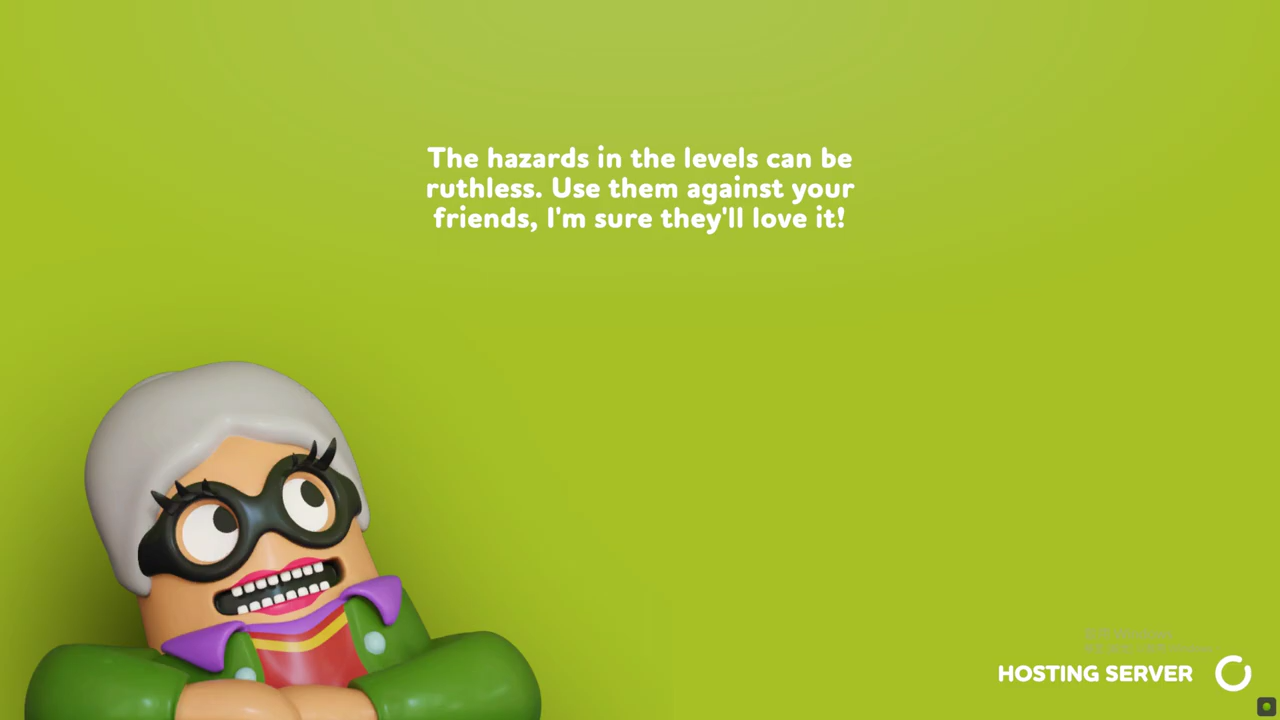 The hazards in the levels can be
ruthless. Use them against your
friends, I'm sure they'll love it!
HOSTING SERVER